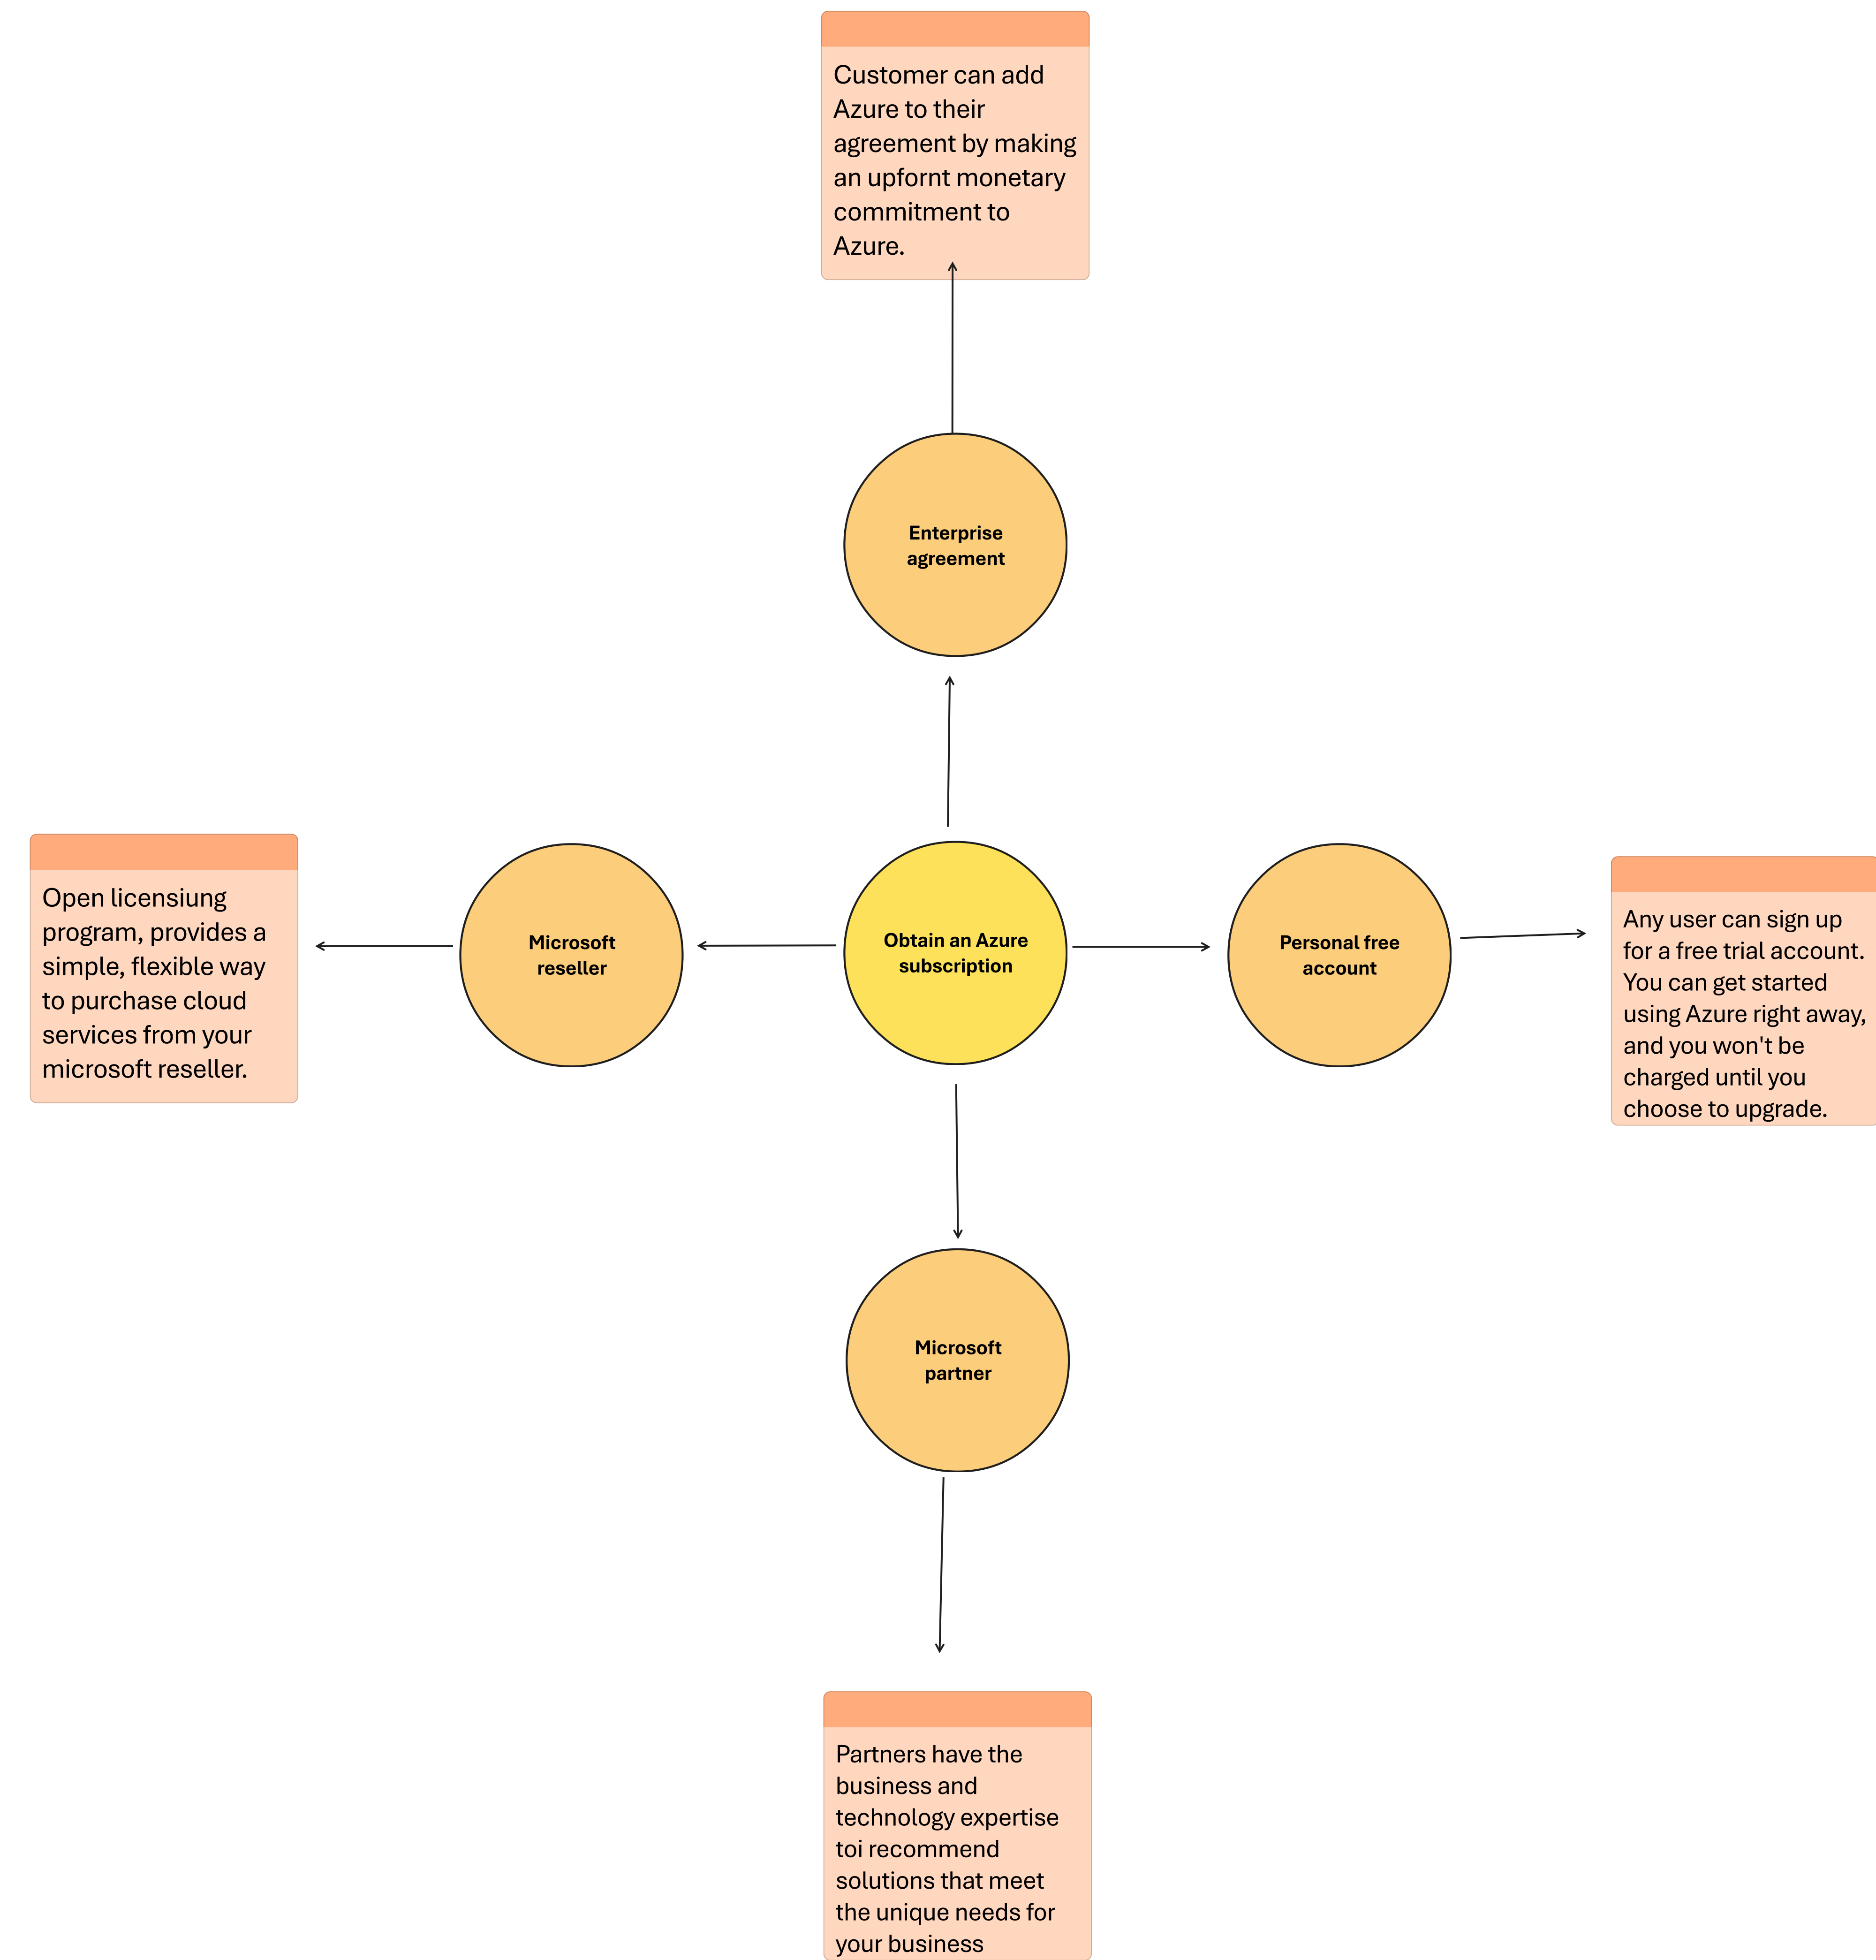 Customer can add
Azure to their
agreement by making
an upfornt monetary
commitment to
Azure.
Enterprise
agreement
Open licensiung
program, provides a
simple, flexible way
to purchase cloud
services from your
microsoft reseller.
Microsoft
reseller
Obtain an Azure
subscription
Personal free
account
Any user can sign up
for a free trial account.
You can get started
using Azure right away,
and you won't be
charged until you
choose to upgrade.
Microsoft
partner
Partners have the
business and
technology expertise
toi recommend
solutions that meet
the unique needs for
your business